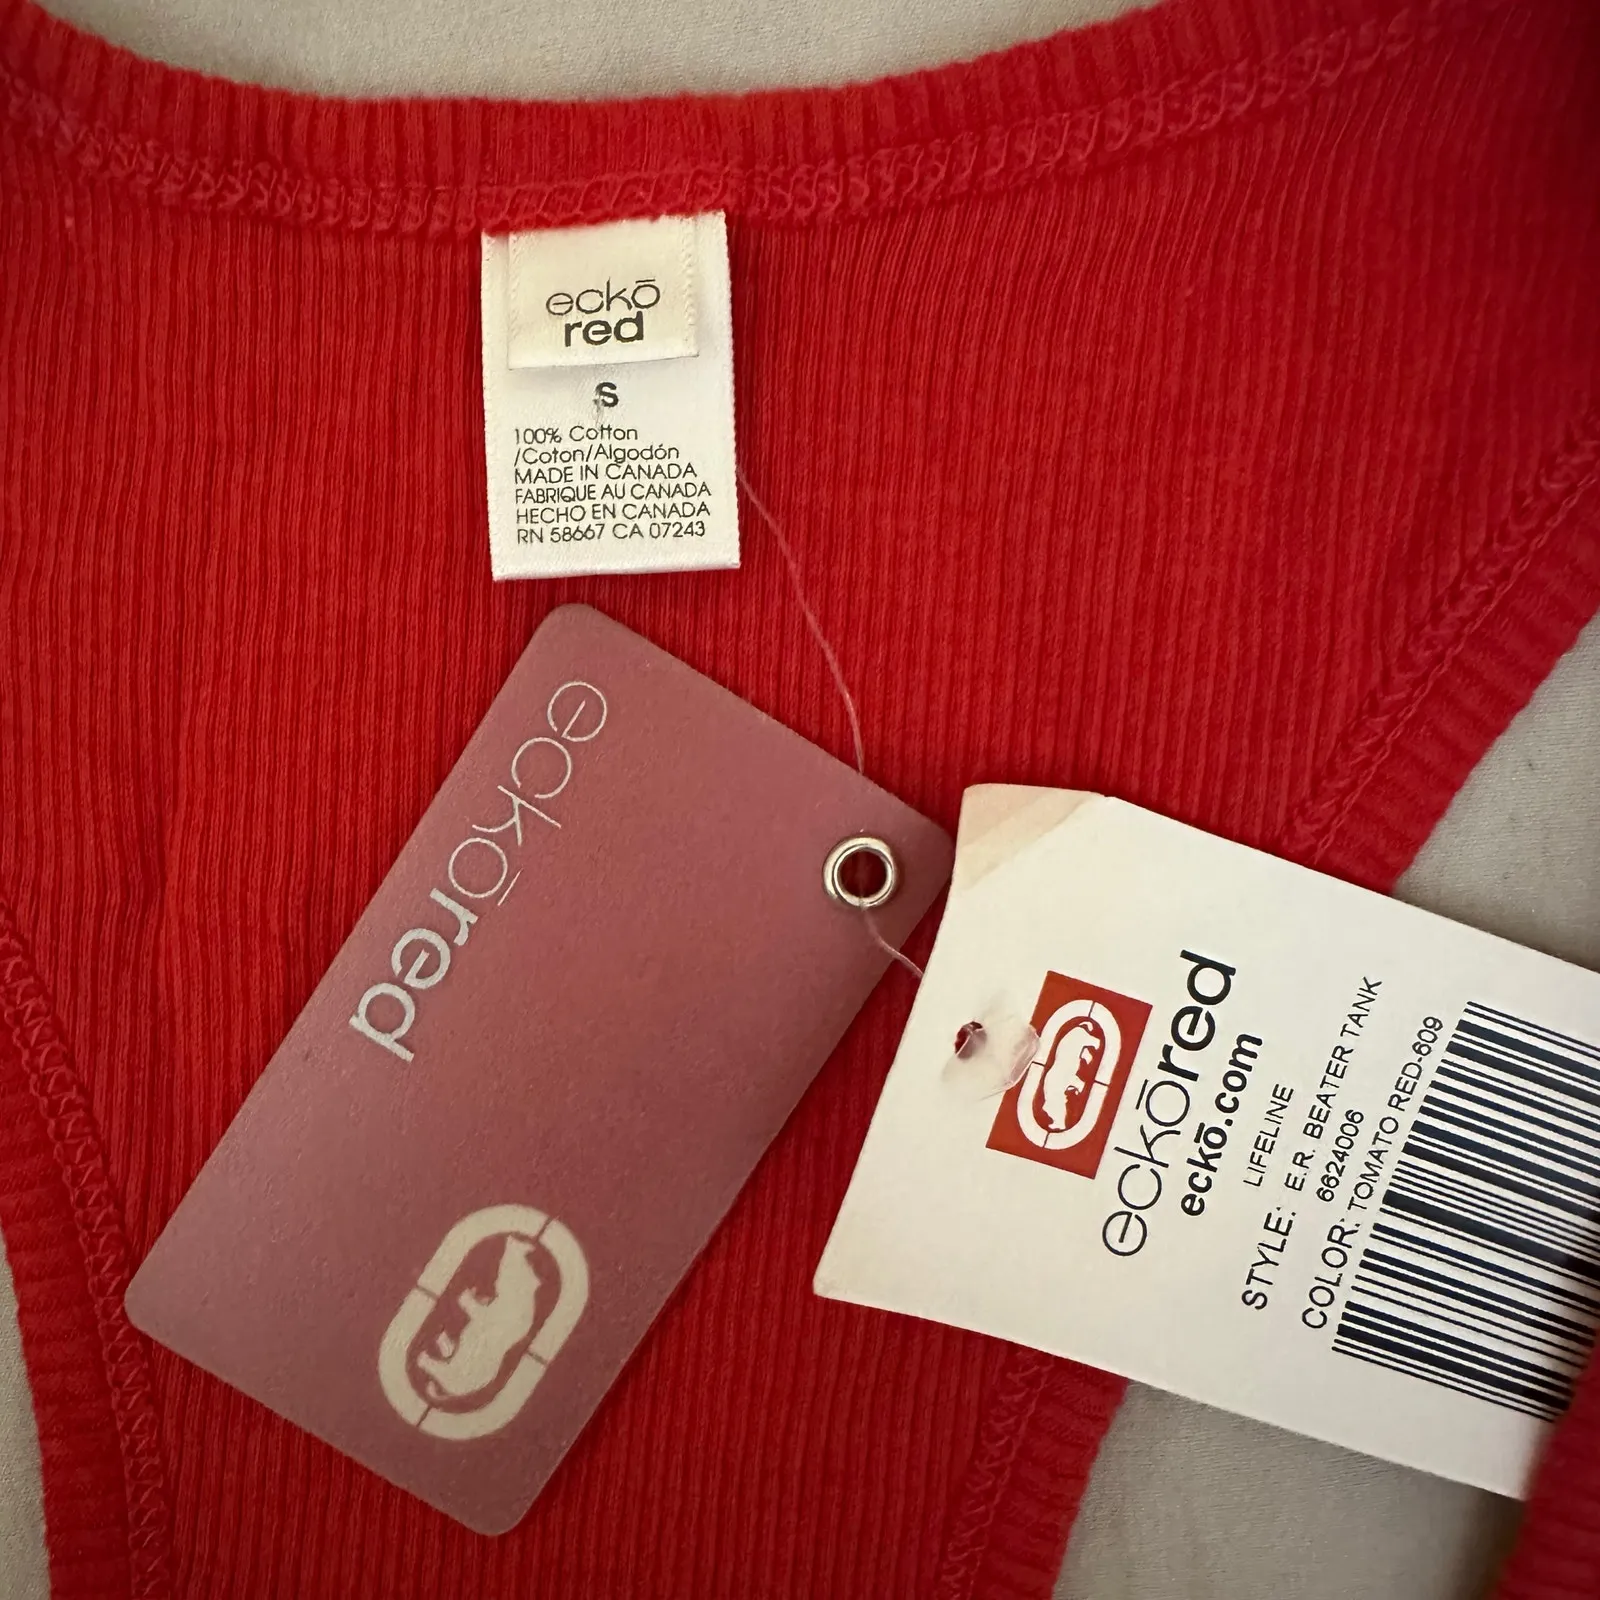 eckō
red
S
100% Cotton
/Coton/Algodón
MADE IN CANADA
FABRIQUE AU CANADA
HECHO EN CANADA
RN 58667 CA 07243
eckōred
eckōred
eckō.com
LIFELINE
STYLE: E.R. BEATER TANK
6624006
COLOR: TOMATO RED-609